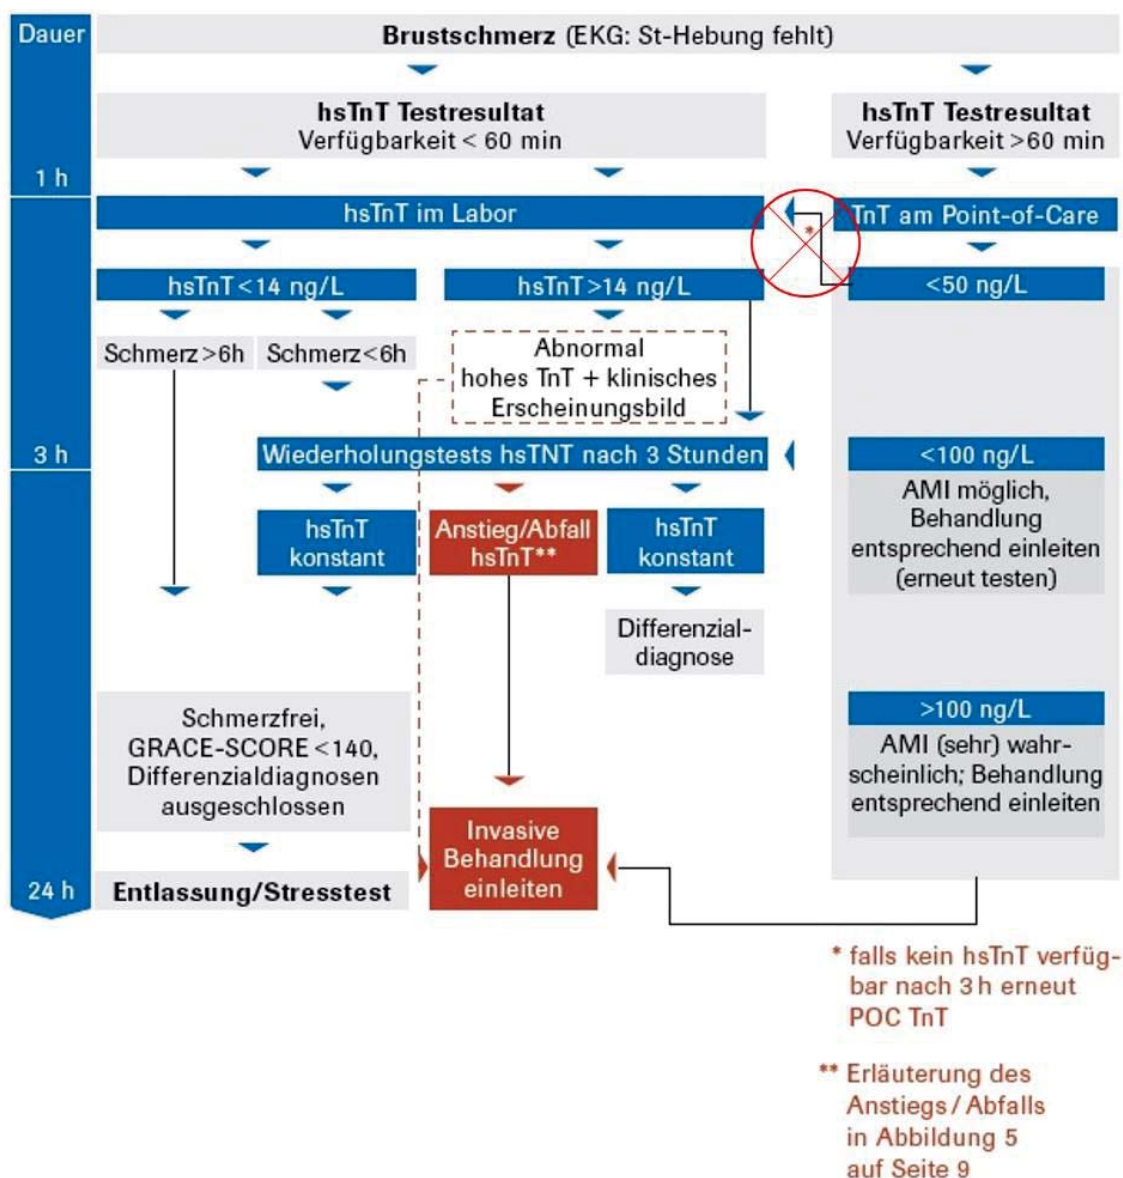 Dauer
Brustschmerz (EKG: St-Hebung fehlt)
hsTnT Testresultat
Verfügbarkeit < 60 min
hsTnT Testresultat
Verfügbarkeit >60 min
1 h
hsTnT im Labor
TnT am Point-of-Care
*
hsTnT<14 ng/L
hsTnT>14 ng/L
<50 ng/L
Schmerz>6h
Schmerz<6h
Abnormal
hohes TnT + klinisches
Erscheinungsbild
3 h
Wiederholungstests hsTNT nach 3 Stunden
<100 ng/L
AMI möglich,
Behandlung
entsprechend einleiten
(erneut testen)
hsTnT
konstant
Anstieg/Abfall
hsTnT**
hsTnT
konstant
Differenzial-
diagnose
Schmerzfrei,
GRACE-SCORE <140,
Differenzialdiagnosen
ausgeschlossen
>100 ng/L
AMI (sehr) wahr-
scheinlich; Behandlung
entsprechend einleiten
Invasive
Behandlung
einleiten
24 h
Entlassung/Stresstest
* falls kein hsTnT verfüg-
bar nach 3 h erneut
POC TnT
** Erläuterung des
Anstiegs / Abfalls
in Abbildung 5
auf Seite 9